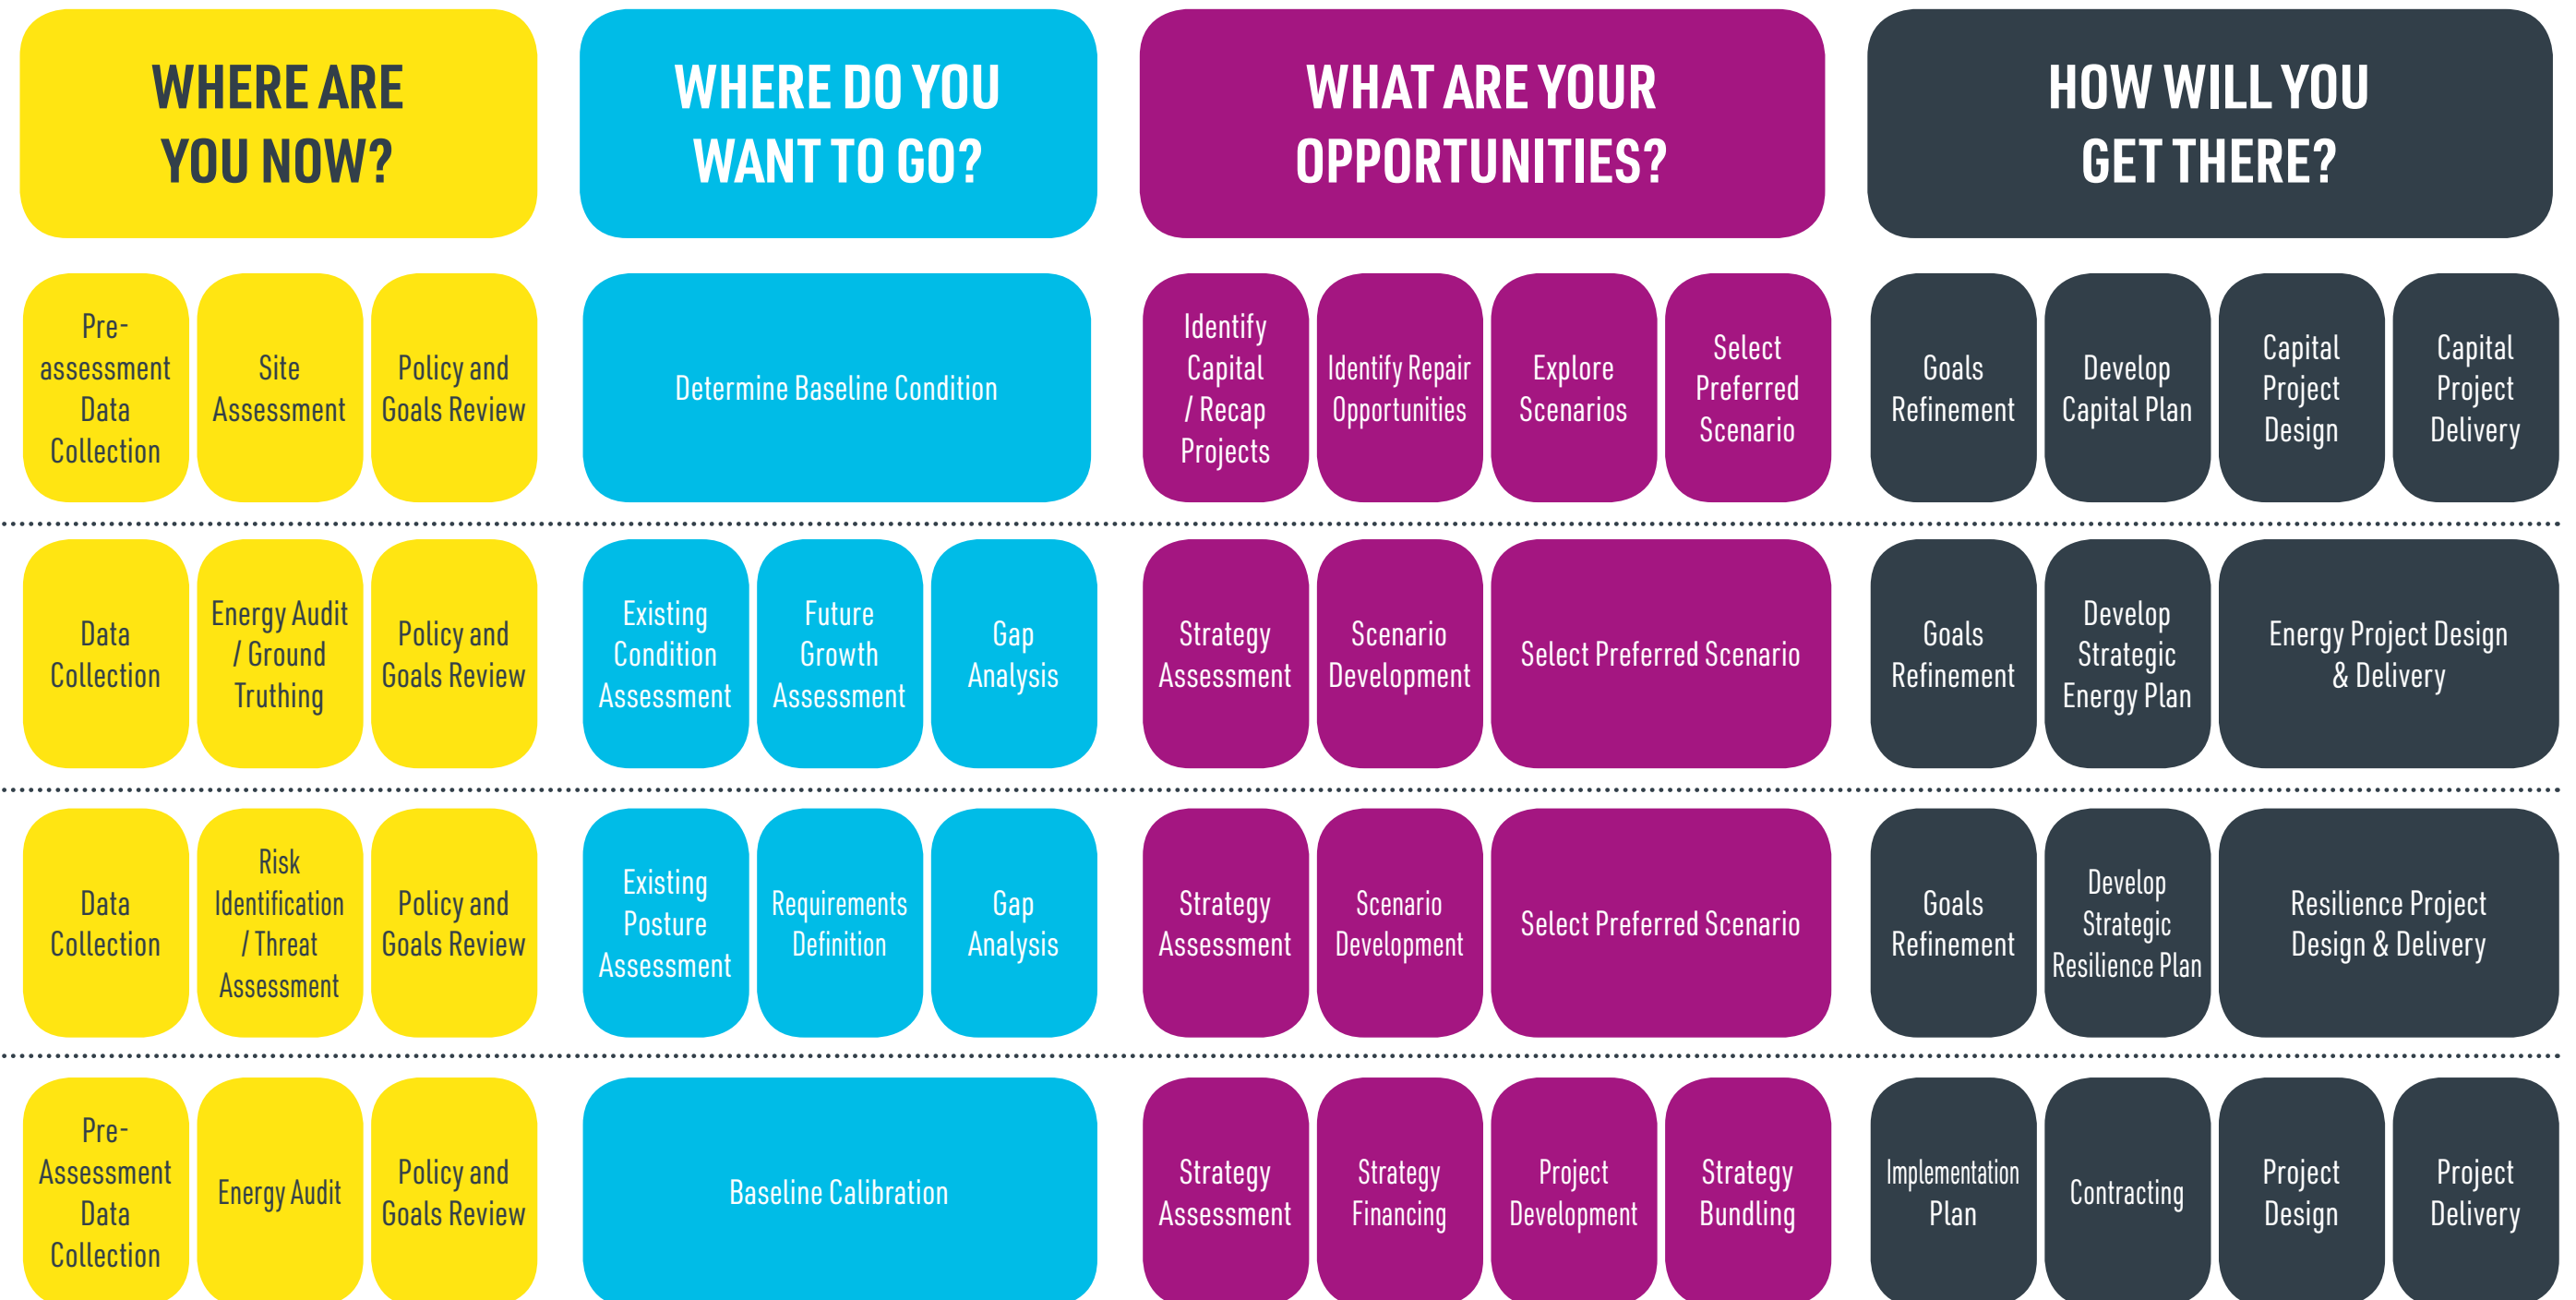 WHERE ARE
YOU NOW?
WHERE DO YOU
WANT TO GO?
WHAT ARE YOUR
OPPORTUNITIES?
HOW WILL YOU
GET THERE?
Pre-
assessment
Data
Collection
Site
Assessment
Policy and
Goals Review
Determine Baseline Condition
Identify
Capital
/ Recap
Projects
Identify Repair
Opportunities
Explore
Scenarios
Select
Preferred
Scenario
Goals
Refinement
Develop
Capital Plan
Capital
Project
Design
Capital
Project
Delivery
Data
Collection
Energy Audit
/ Ground
Truthing
Policy and
Goals Review
Existing
Condition
Assessment
Future
Growth
Assessment
Gap
Analysis
Strategy
Assessment
Scenario
Development
Select Preferred Scenario
Goals
Refinement
Develop
Strategic
Energy Plan
Energy Project Design
& Delivery
Data
Collection
Risk
Identification
/ Threat
Assessment
Policy and
Goals Review
Existing
Posture
Assessment
Requirements
Definition
Gap
Analysis
Strategy
Assessment
Scenario
Development
Select Preferred Scenario
Goals
Refinement
Develop
Strategic
Resilience Plan
Resilience Project
Design & Delivery
Pre-
Assessment
Data
Collection
Energy Audit
Policy and
Goals Review
Baseline Calibration
Strategy
Assessment
Strategy
Financing
Project
Development
Strategy
Bundling
Implementation
Plan
Contracting
Project
Design
Project
Delivery